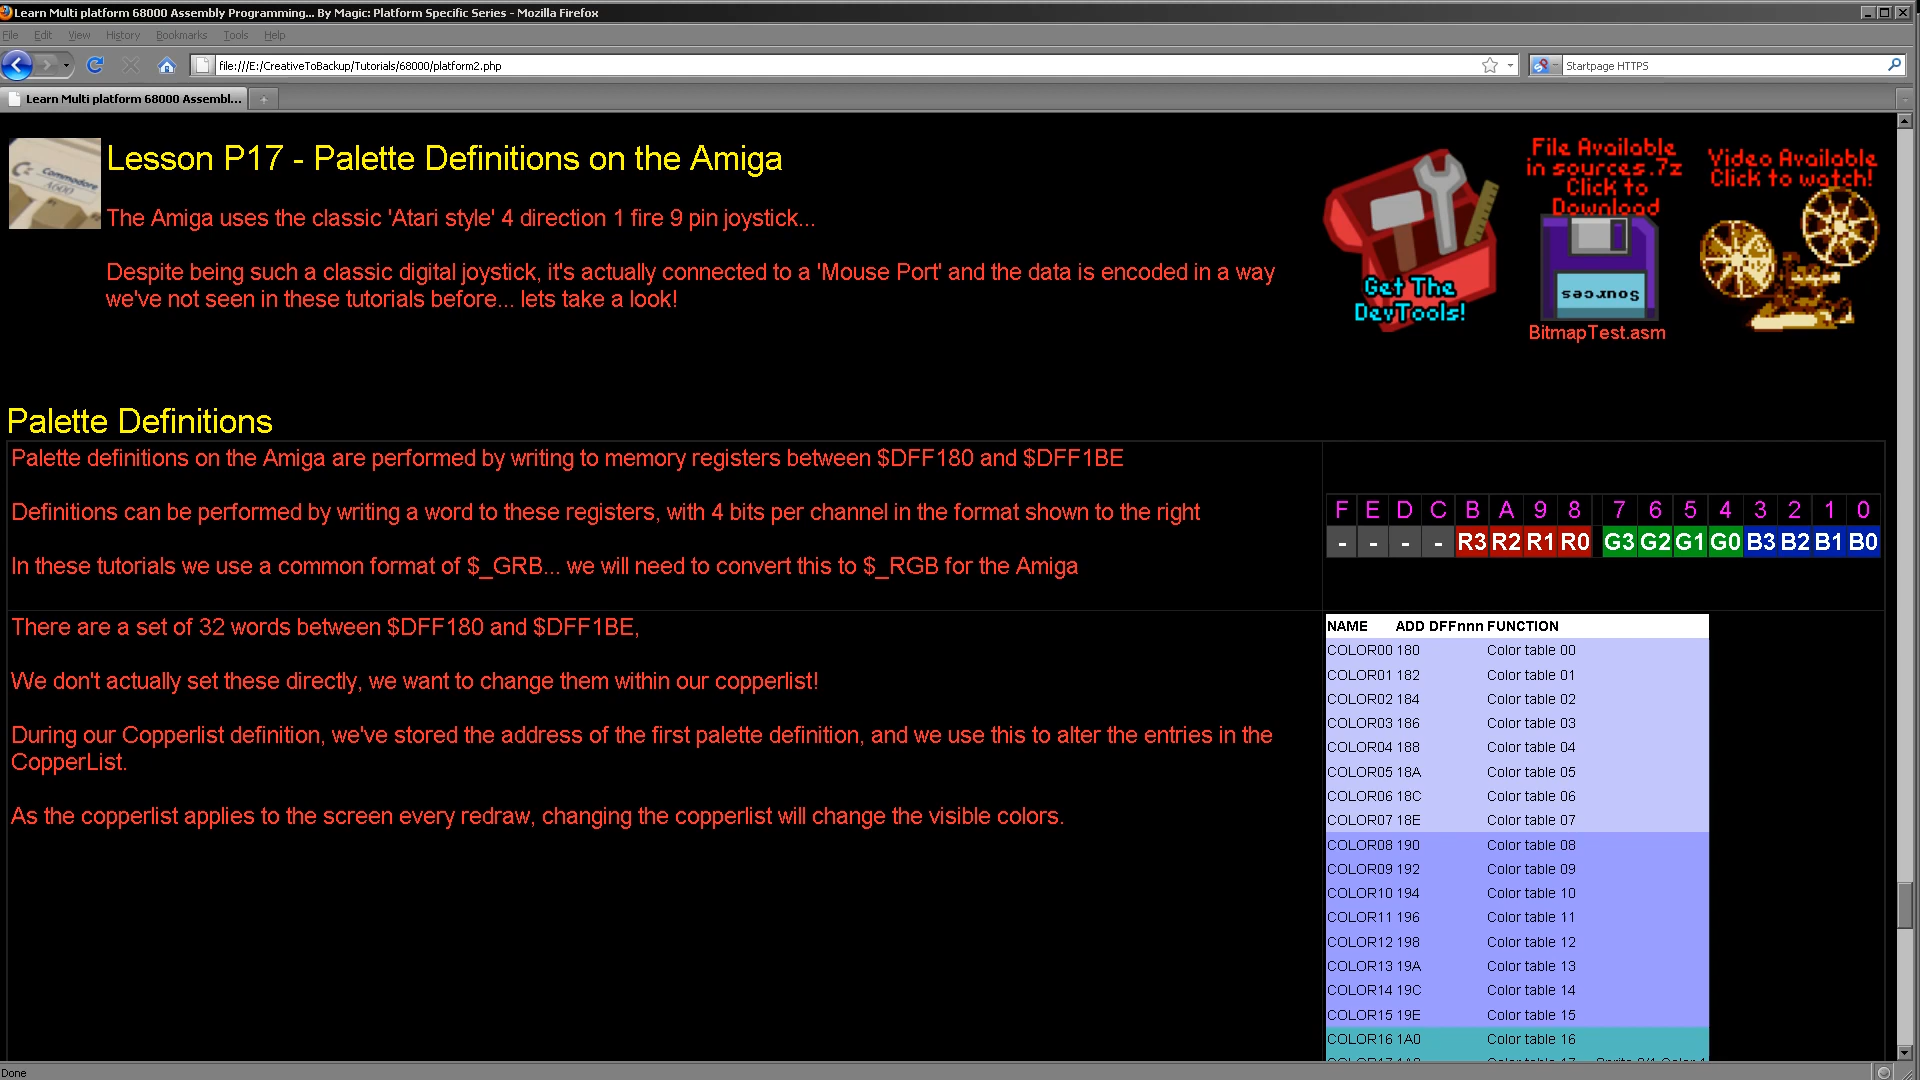 Learn Multi platform 68000 Assembly Programming... By Magic: Platform Specific Series - Mozilla Firefox
File Edit View History Bookmarks Tools Help
file:///E:/CreativeToBackup/Tutorials/68000/platform2.php
Startpage HTTPS
Learn Multi platform 68000 Assembl...
Commodore
A600
Lesson P17 - Palette Definitions on the Amiga
The Amiga uses the classic 'Atari style' 4 direction 1 fire 9 pin joystick...
Despite being such a classic digital joystick, it's actually connected to a 'Mouse Port' and the data is encoded in a way
we've not seen in these tutorials before... lets take a look!
Get The
DevTools!
File Available
in sources.7z
Click to
Download
Sources
BitmapTest.asm
Video Available
Click to watch!
Palette Definitions
Palette definitions on the Amiga are performed by writing to memory registers between $DFF180 and $DFF1BE
Definitions can be performed by writing a word to these registers, with 4 bits per channel in the format shown to the right
In these tutorials we use a common format of $_GRB... we will need to convert this to $_RGB for the Amiga
F E D C B A 9 8 7 6 5 4 3 2 1 0
- - - - R3 R2 R1 R0 G3 G2 G1 G0 B3 B2 B1 B0
There are a set of 32 words between $DFF180 and $DFF1BE,
We don't actually set these directly, we want to change them within our copperlist!
During our Copperlist definition, we've stored the address of the first palette definition, and we use this to alter the entries in the
CopperList.
As the copperlist applies to the screen every redraw, changing the copperlist will change the visible colors.
NAME ADD DFFnnn FUNCTION
COLOR00 180 Color table 00
COLOR01 182 Color table 01
COLOR02 184 Color table 02
COLOR03 186 Color table 03
COLOR04 188 Color table 04
COLOR05 18A Color table 05
COLOR06 18C Color table 06
COLOR07 18E Color table 07
COLOR08 190 Color table 08
COLOR09 192 Color table 09
COLOR10 194 Color table 10
COLOR11 196 Color table 11
COLOR12 198 Color table 12
COLOR13 19A Color table 13
COLOR14 19C Color table 14
COLOR15 19E Color table 15
COLOR16 1A0 Color table 16
Done